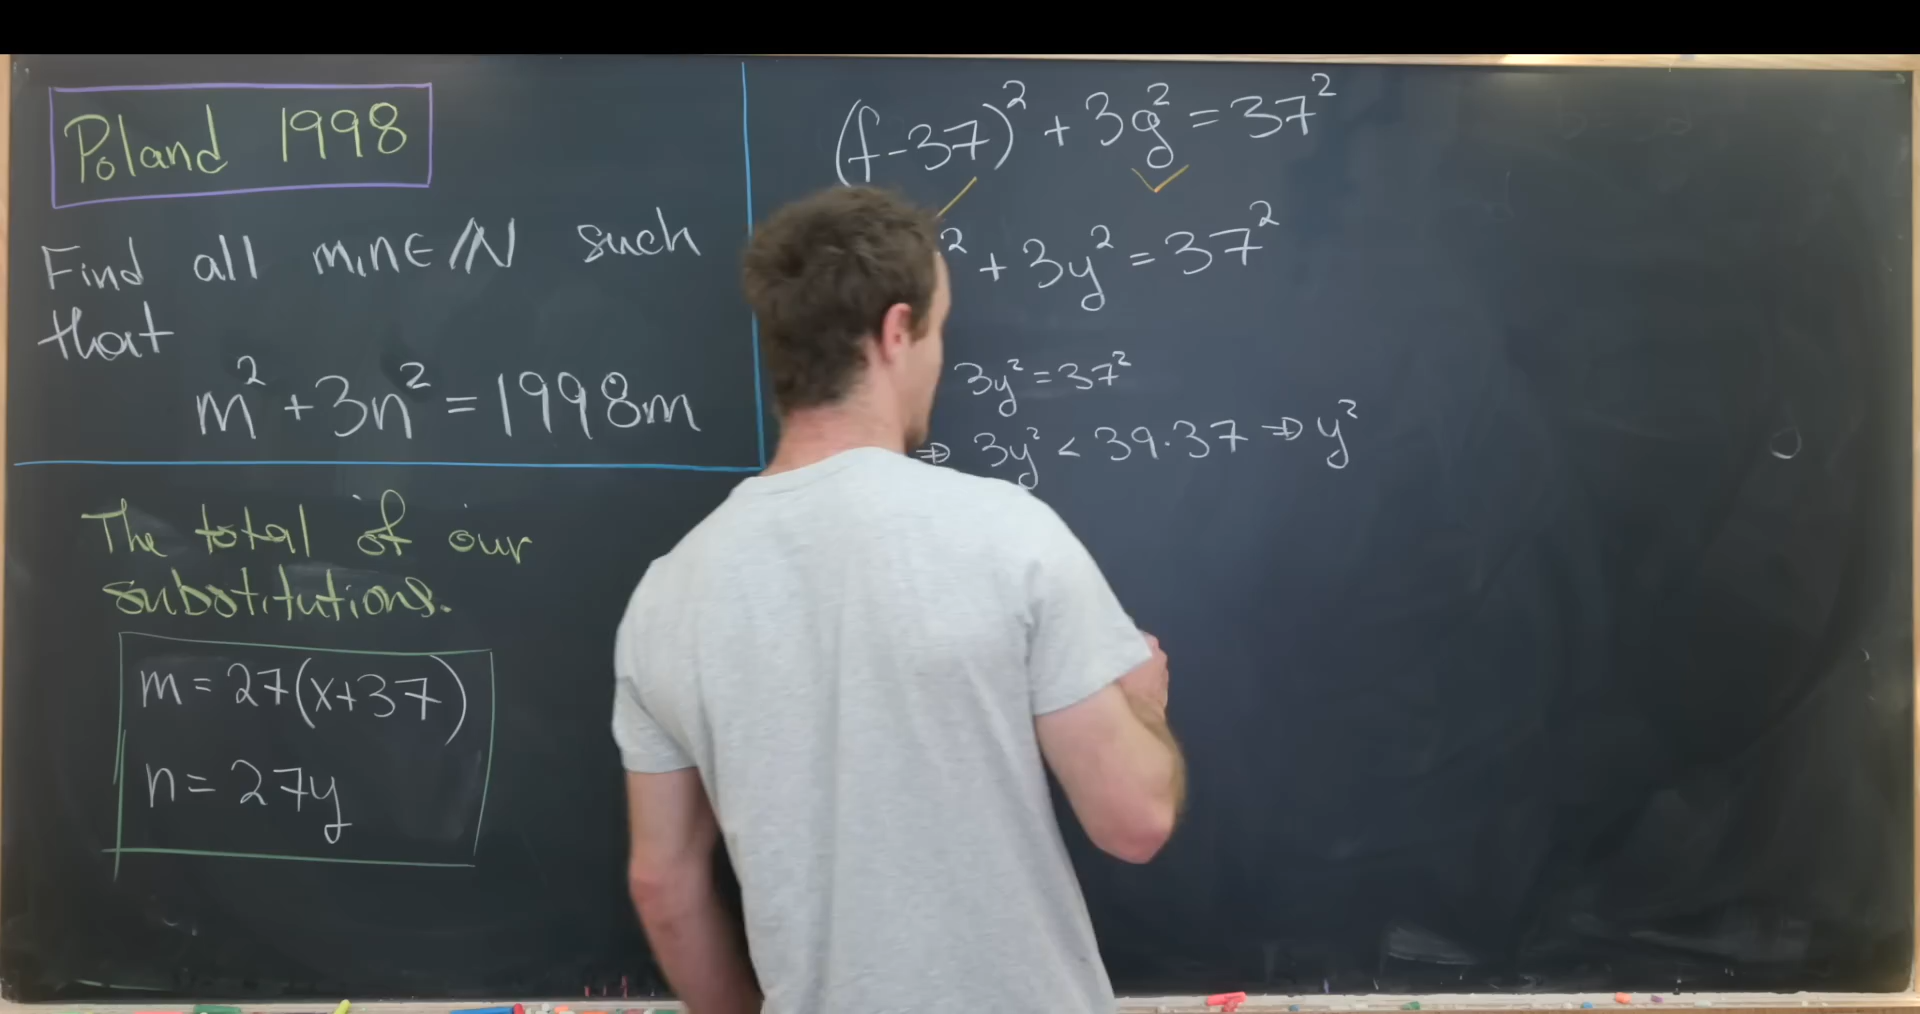 Poland 1998
Find all m,n∈ℕ such
that
m² + 3n² = 1998m
The total of our
substitutions.
m = 27(x+37)
n = 27y
(f-37)² + 3g² = 37²
² + 3y² = 37²
3y² = 37²
⇒ 3y² < 39·37 ⇒ y²